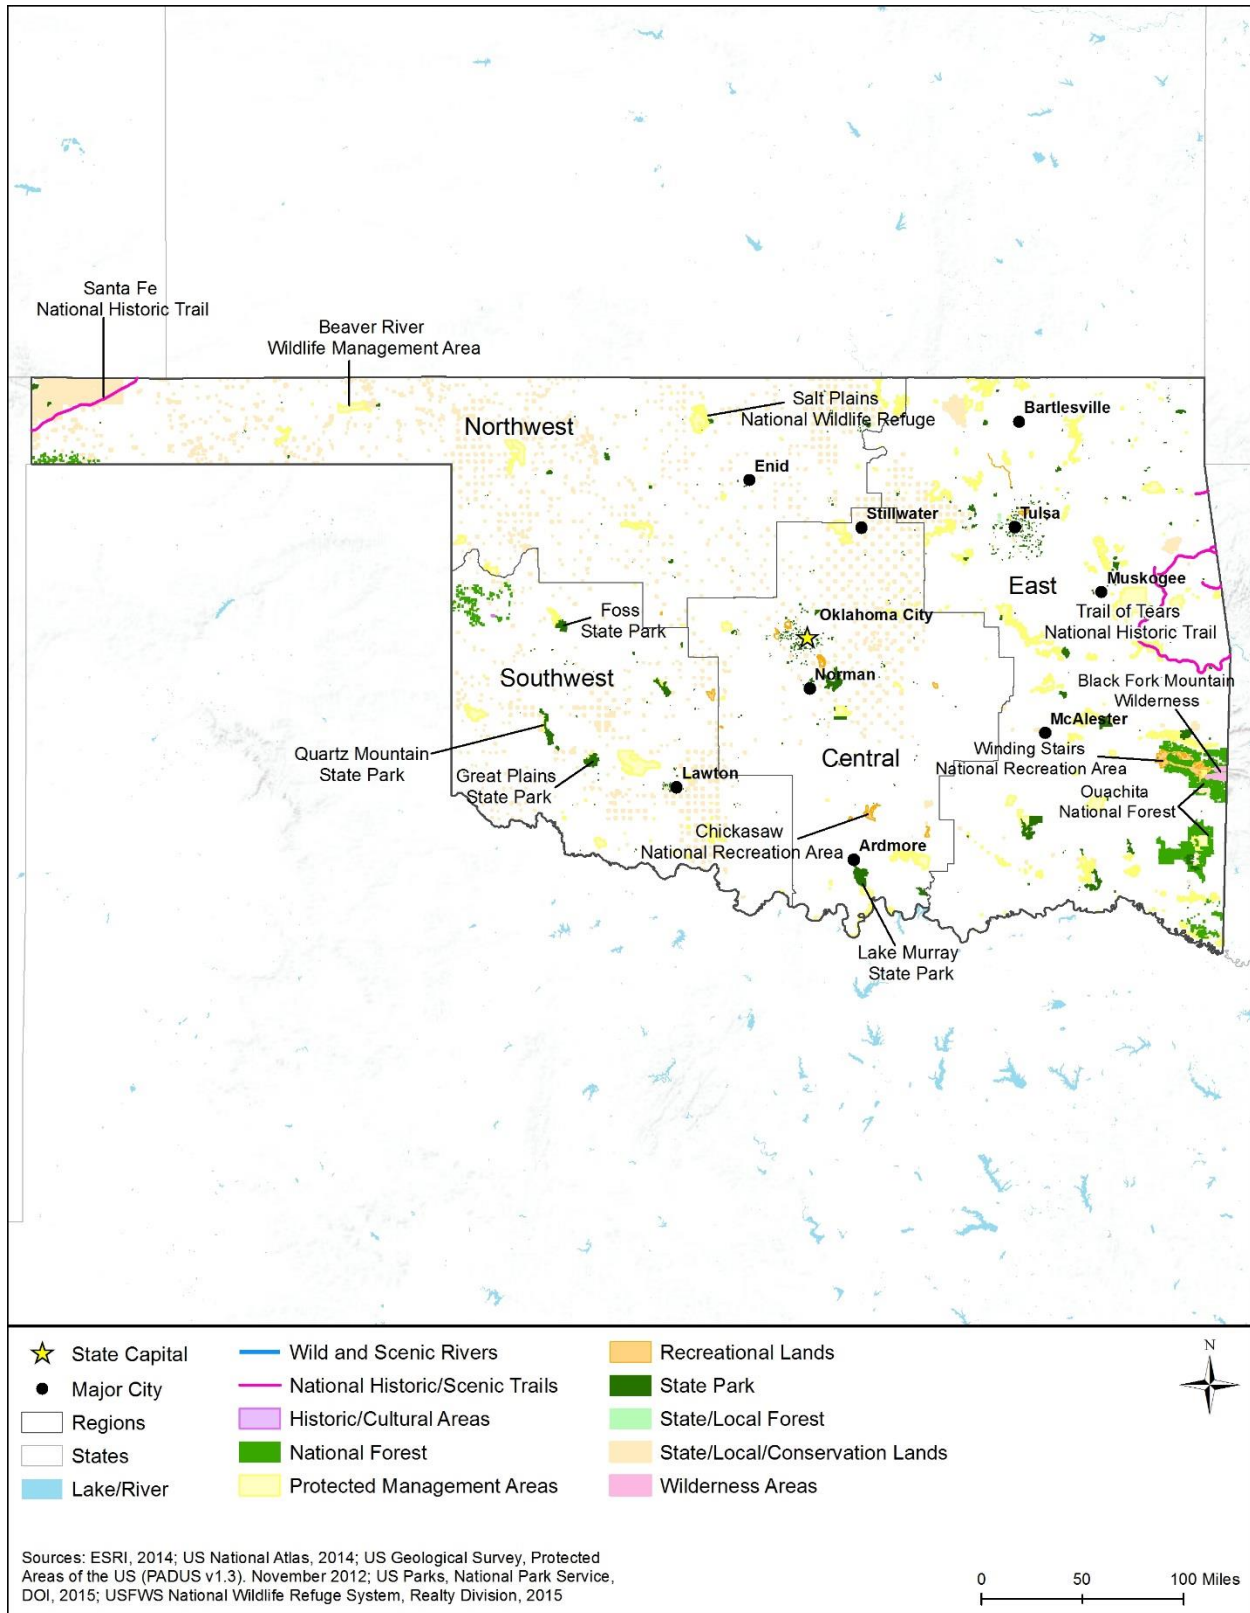 Santa Fe
National Historic Trail
Beaver River
Wildlife Management Area
Northwest
Salt Plains
National Wildlife Refuge
Bartlesville
Enid
Stillwater
Tulsa
East
Muskogee
Trail of Tears
National Historic Trail
Foss
State Park
Oklahoma City
Southwest
Norman
Black Fork Mountain
Wilderness
McAlester
Quartz Mountain
State Park
Great Plains
State Park
Lawton
Central
Winding Stairs
National Recreation Area
Ouachita
National Forest
Chickasaw
National Recreation Area
Ardmore
Lake Murray
State Park
State Capital
Major City
Regions
States
Lake/River
Wild and Scenic Rivers
National Historic/Scenic Trails
Historic/Cultural Areas
National Forest
Protected Management Areas
Recreational Lands
State Park
State/Local Forest
State/Local/Conservation Lands
Wilderness Areas
N
Sources: ESRI, 2014; US National Atlas, 2014; US Geological Survey, Protected
Areas of the US (PADUS v1.3). November 2012; US Parks, National Park Service,
DOI, 2015; USFWS National Wildlife Refuge System, Realty Division, 2015
0 50 100 Miles